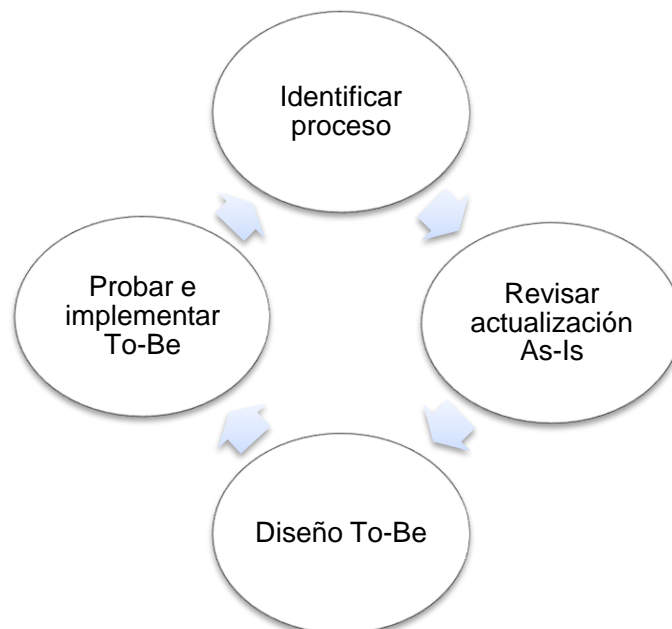 Identificar
proceso
Revisar
actualización
As-Is
Diseño To-Be
Probar e
implementar
To-Be